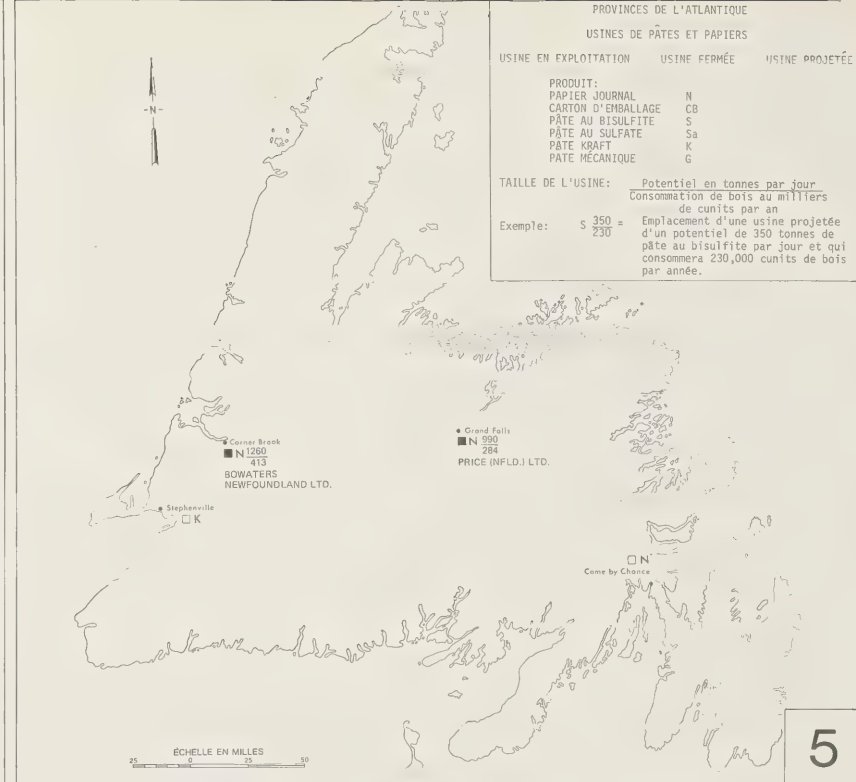 PROVINCES DE L'ATLANTIQUE
USINES DE PÂTES ET PAPIERS
USINE EN EXPLOITATION USINE FERMÉE USINE PROJETÉE
PRODUIT:
PAPIER JOURNAL N
CARTON D'EMBALLAGE CB
PÂTE AU BISULFITE S
PÂTE AU SULFATE Sa
PÂTE KRAFT K
PATE MÉCANIQUE G
TAILLE DE L'USINE: Potentiel en tonnes par jour
Consommation de bois au milliers
de cunits par an
Exemple: S 350/230 = Emplacement d'une usine projetée
d'un potentiel de 350 tonnes de
pâte au bisulfite par jour et qui
consommera 230,000 cunits de bois
par année.
-N-
Corner Brook
N 1260
413
BOWATERS
NEWFOUNDLAND LTD.
Grand Falls
N 990
284
PRICE (NFLD.) LTD.
Stephenville
K
N
Come by Chance
ÉCHELLE EN MILLES
25 0 25 50
5